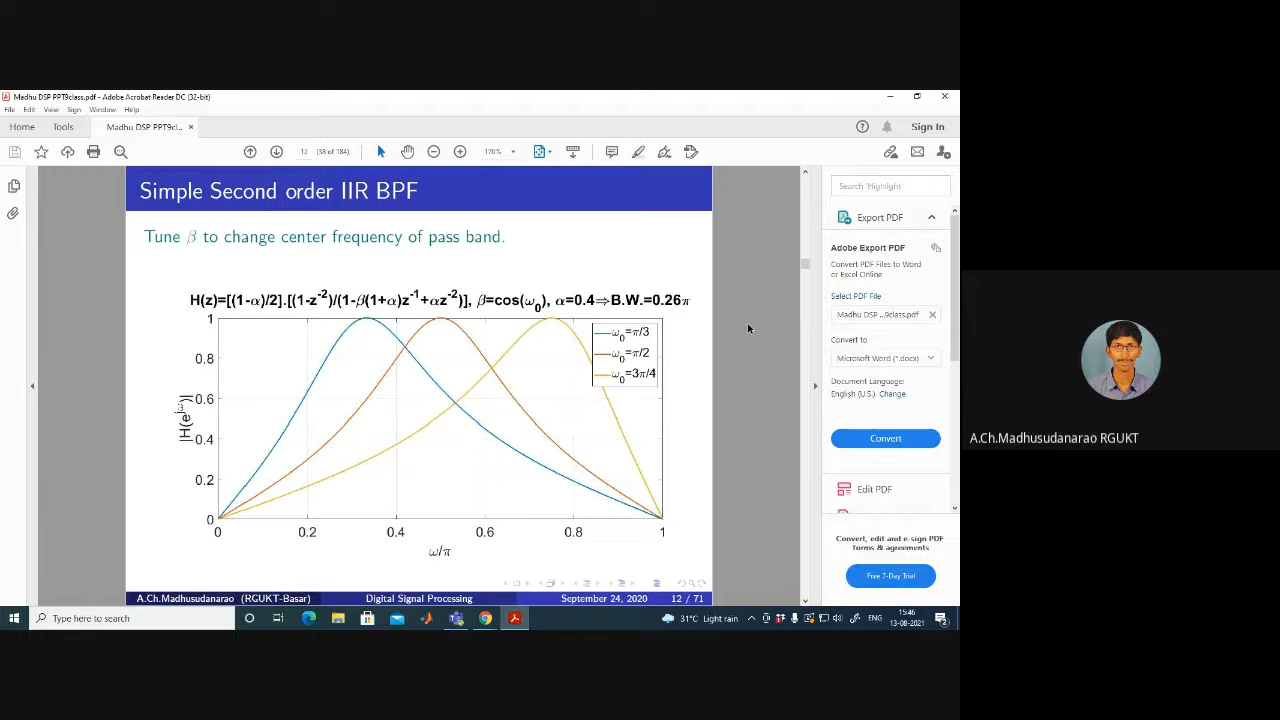 Madhu DSP PPT9class.pdf - Adobe Acrobat Reader DC (32-bit)
File Edit View Sign Window Help
Home Tools Madhu DSP PPT9cl... × Sign In
12 (38 of 184) 176%
Simple Second order IIR BPF
Tune β to change center frequency of pass band.
H(z)=[(1-α)/2].[(1-z⁻²)/(1-β(1+α)z⁻¹+αz⁻²)], β=cos(ω₀), α=0.4⇒B.W.=0.26π
1
0.8
0.6
0.4
0.2
0
|H(e^jω)|
ω₀=π/3
ω₀=π/2
ω₀=3π/4
0 0.2 0.4 0.6 0.8 1
ω/π
A.Ch.Madhusudanarao (RGUKT-Basar) Digital Signal Processing September 24, 2020 12 / 71
Search 'Highlight'
Export PDF
Adobe Export PDF
Convert PDF Files to Word
or Excel Online
Select PDF File
Madhu DSP ...9class.pdf ×
Convert to
Microsoft Word (*.docx)
Document Language:
English (U.S.) Change
Convert
Edit PDF
Convert, edit and e-sign PDF
forms & agreements
Free 7-Day Trial
Type here to search
31°C Light rain ENG
15:46
13-08-2021
2
A.Ch.Madhusudanarao RGUKT